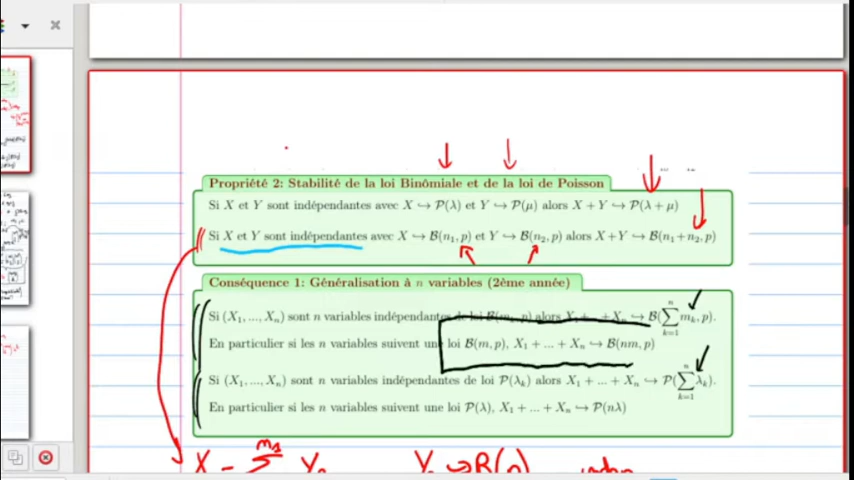 Propriété 2: Stabilité de la loi Binômiale et de la loi de Poisson
Si X et Y sont indépendantes avec X ↪ P(λ) et Y ↪ P(μ) alors X + Y ↪ P(λ + μ)
Si X et Y sont indépendantes avec X ↪ B(n₁, p) et Y ↪ B(n₂, p) alors X + Y ↪ B(n₁ + n₂, p)
Conséquence 1: Généralisation à n variables (2ème année)
Si (X₁, ..., Xₙ) sont n variables indépendantes de loi alors X₁ + ... + Xₙ ↪ B(∑ₖ₌₁ⁿ mₖ, p).
En particulier si les n variables suivent une loi B(m, p), X₁ + ... + Xₙ ↪ B(nm, p)
Si (X₁, ..., Xₙ) sont n variables indépendantes de loi P(λₖ) alors X₁ + ... + Xₙ ↪ P(∑ₖ₌₁ⁿ λₖ).
En particulier si les n variables suivent une loi P(λ), X₁ + ... + Xₙ ↪ P(nλ)